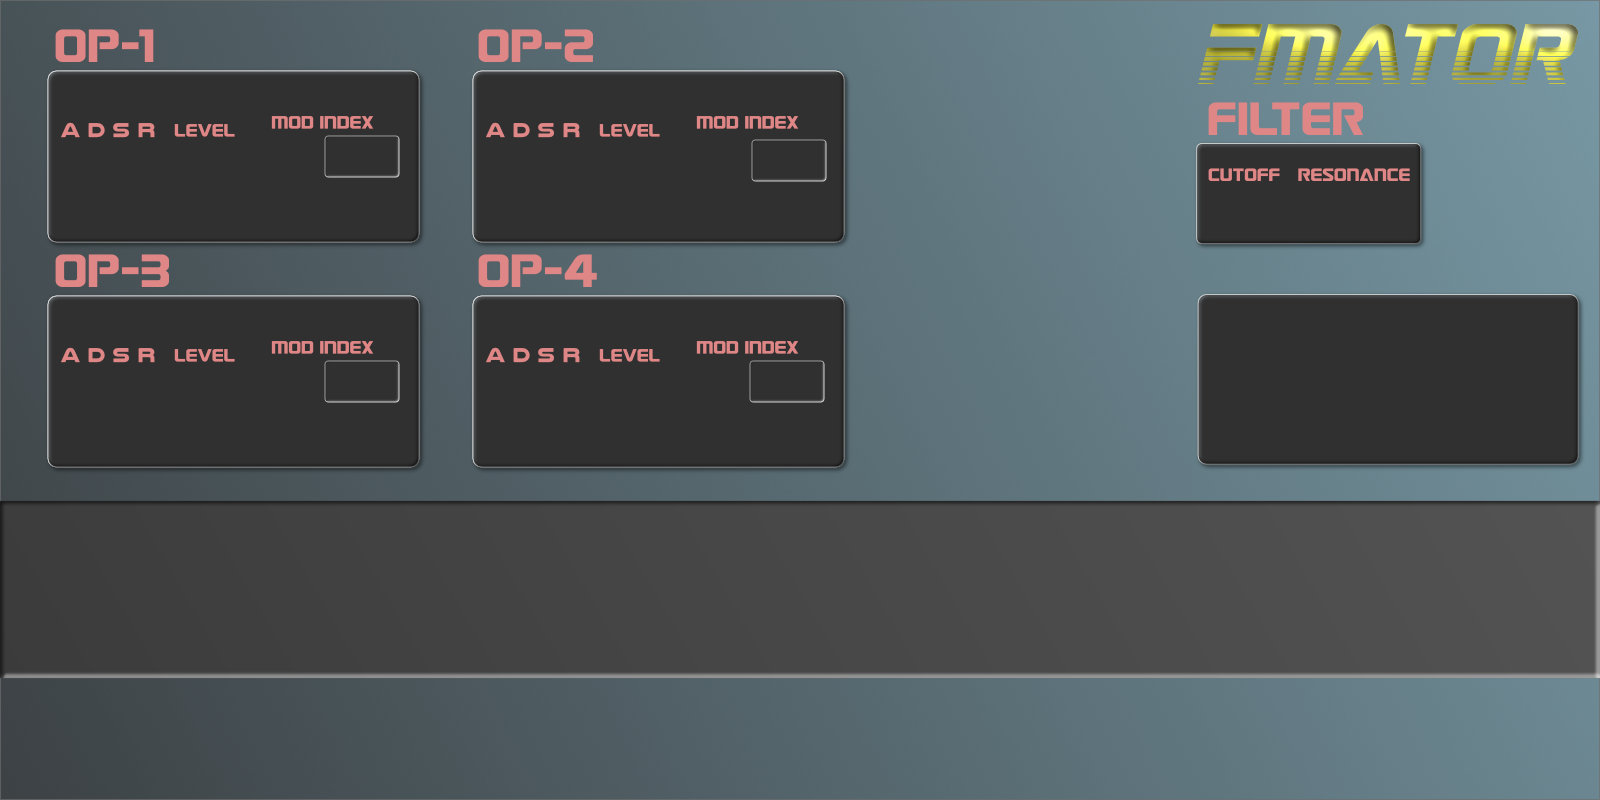 FMATOR
OP-1
A D S R LEVEL MOD INDEX
OP-2
A D S R LEVEL MOD INDEX
FILTER
CUTOFF RESONANCE
OP-3
A D S R LEVEL MOD INDEX
OP-4
A D S R LEVEL MOD INDEX